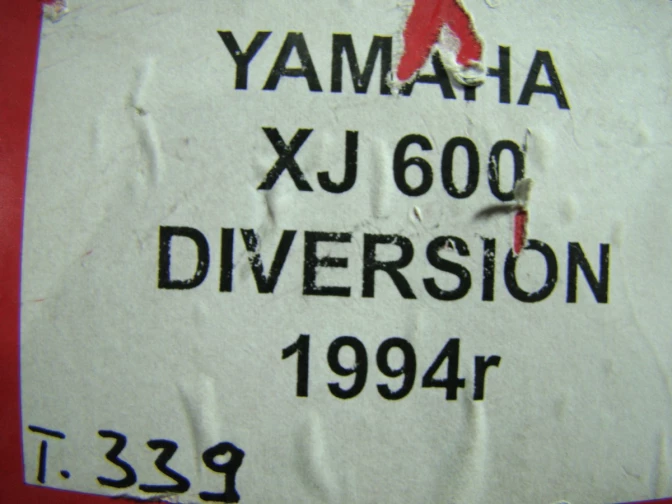 YAMAHA
XJ 600
DIVERSION
1994r
T. 339